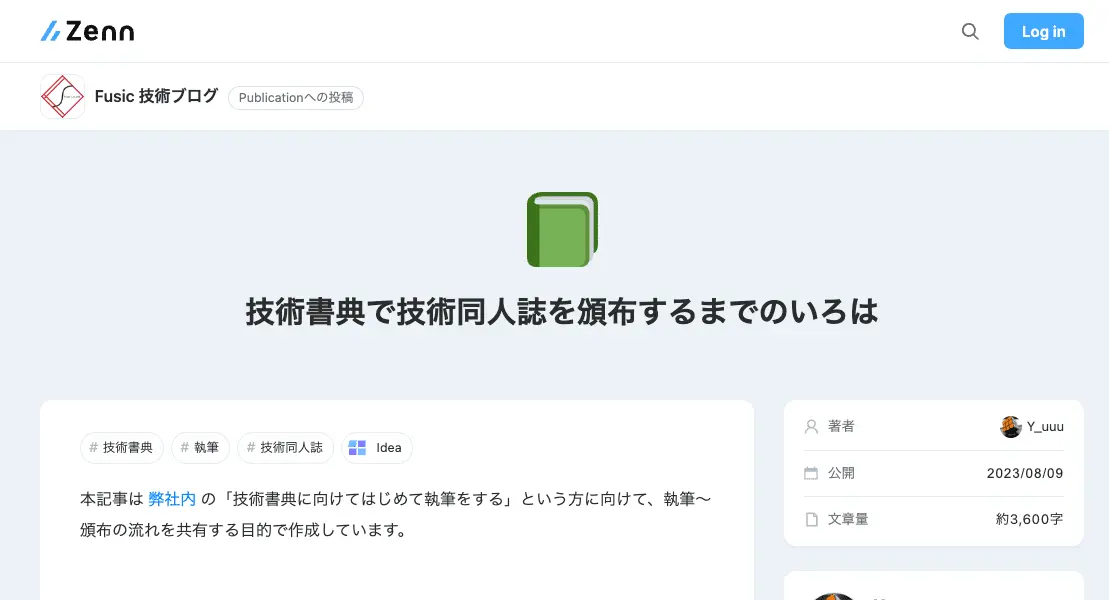 Zenn
Log in
Fusic 技術ブログ
Publicationへの投稿
技術書典で技術同人誌を頒布するまでのいろは
# 技術書典
# 執筆
# 技術同人誌
Idea
本記事は 弊社内 の「技術書典に向けてはじめて執筆をする」という方に向けて、執筆〜
頒布の流れを共有する目的で作成しています。
著者
Y_uuu
公開
2023/08/09
文章量
約3,600字